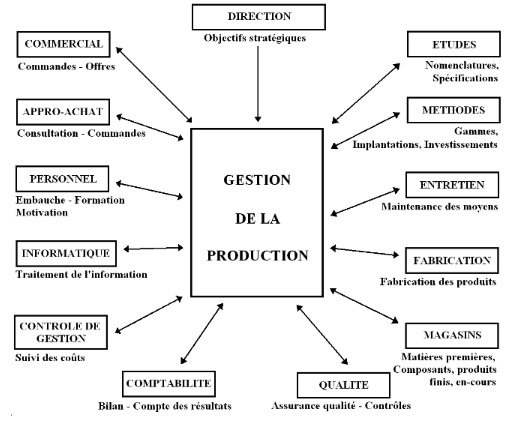 DIRECTION
Objectifs stratégiques
COMMERCIAL
Commandes - Offres
APPRO-ACHAT
Consultation - Commandes
PERSONNEL
Embauche - Formation
Motivation
INFORMATIQUE
Traitement de l'information
CONTROLE DE
GESTION
Suivi des coûts
COMPTABILITE
Bilan - Compte des résultats
GESTION
DE LA
PRODUCTION
ETUDES
Nomenclatures,
Spécifications
METHODES
Gammes,
Implantations, Investissements
ENTRETIEN
Maintenance des moyens
FABRICATION
Fabrication des produits
MAGASINS
Matières premières,
Composants, produits
finis, en-cours
QUALITE
Assurance qualité - Contrôles